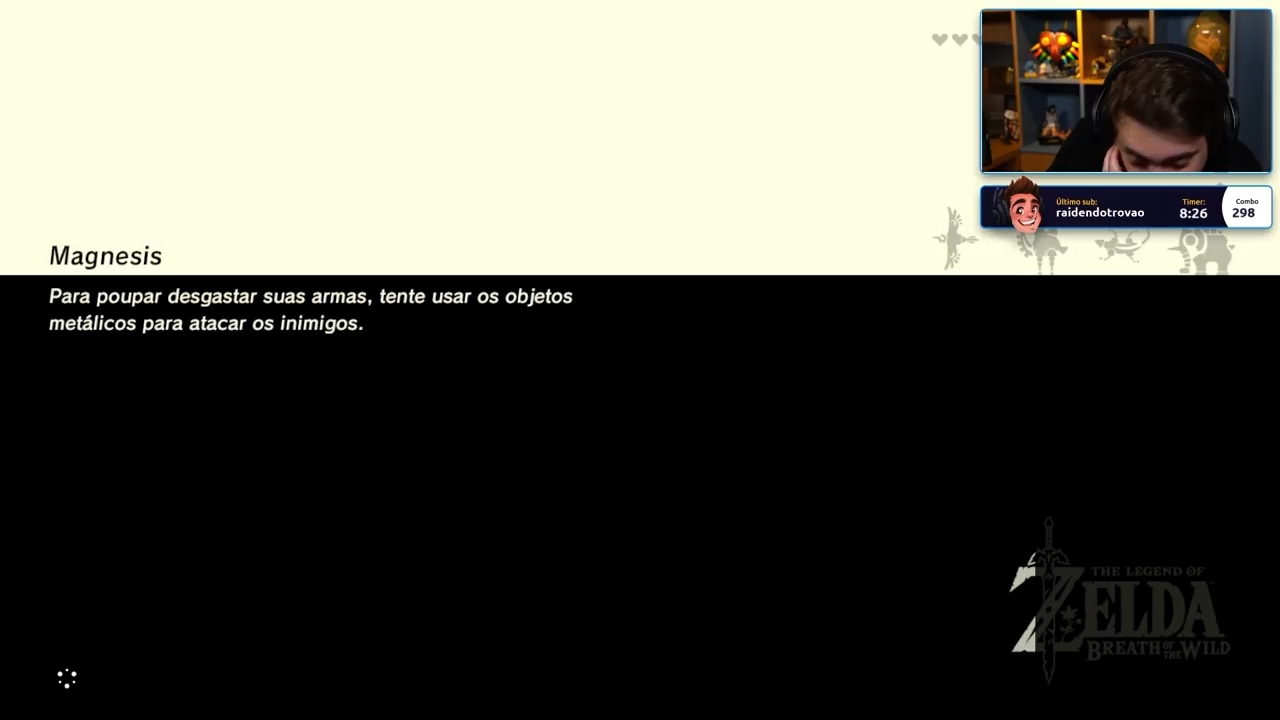 Último sub:
raidendotrovao
Timer:
8:26
Combo
298
Magnesis
Para poupar desgastar suas armas, tente usar os objetos
metálicos para atacar os inimigos.
THE LEGEND OF
ZELDA
BREATH OF THE WILD